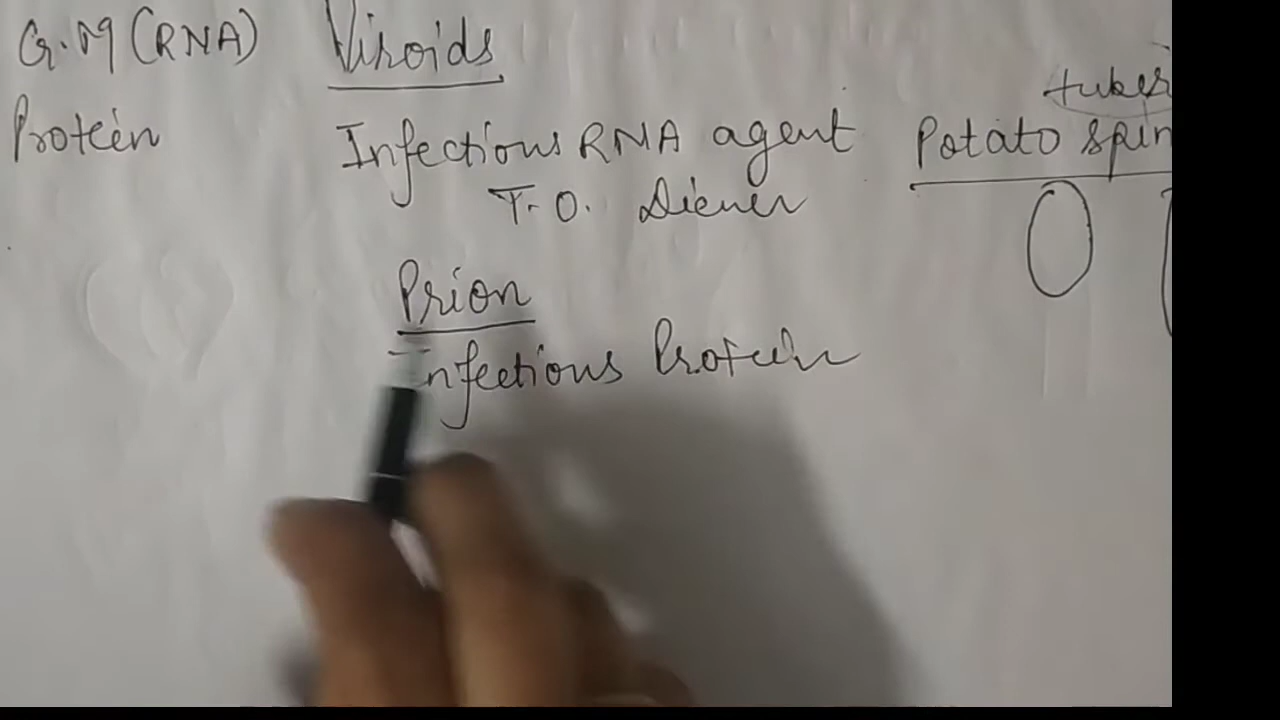 G.M (RNA)
Protein
Viroids
Infectious RNA agent
T.O. Diener
tuber
Potato spin
Prion
Infectious Protein